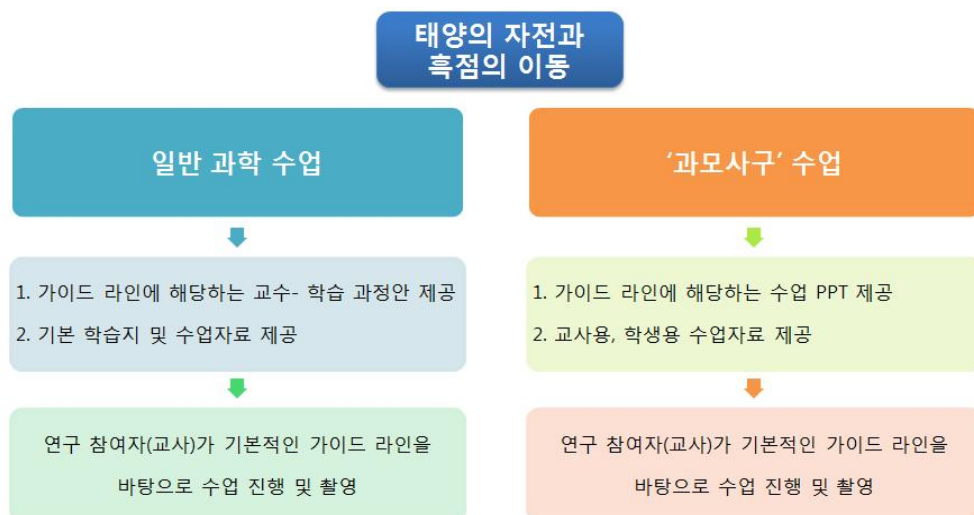 태양의 자전과
흑점의 이동
일반 과학 수업
1. 가이드 라인에 해당하는 교수- 학습 과정안 제공
2. 기본 학습지 및 수업자료 제공
연구 참여자(교사)가 기본적인 가이드 라인을
바탕으로 수업 진행 및 촬영
‘과모사구’ 수업
1. 가이드 라인에 해당하는 수업 PPT 제공
2. 교사용, 학생용 수업자료 제공
연구 참여자(교사)가 기본적인 가이드 라인을
바탕으로 수업 진행 및 촬영